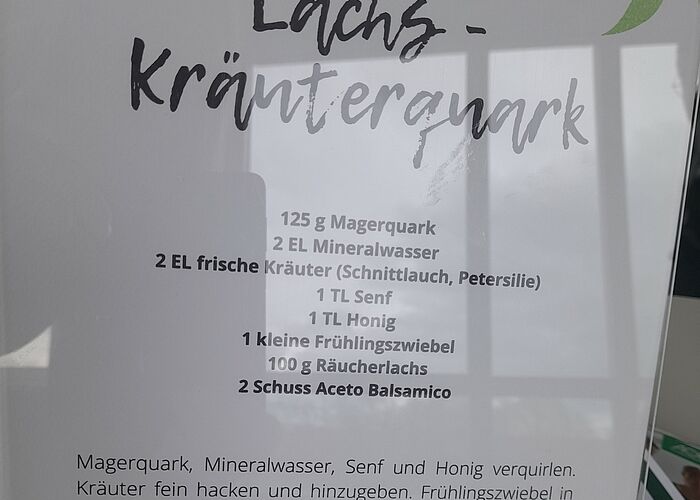 Lachs -
Kräuterquark
125 g Magerquark
2 EL Mineralwasser
2 EL frische Kräuter (Schnittlauch, Petersilie)
1 TL Senf
1 TL Honig
1 kleine Frühlingszwiebel
100 g Räucherlachs
2 Schuss Aceto Balsamico
Magerquark, Mineralwasser, Senf und Honig verquirlen.
Kräuter fein hacken und hinzugeben. Frühlingszwiebel in